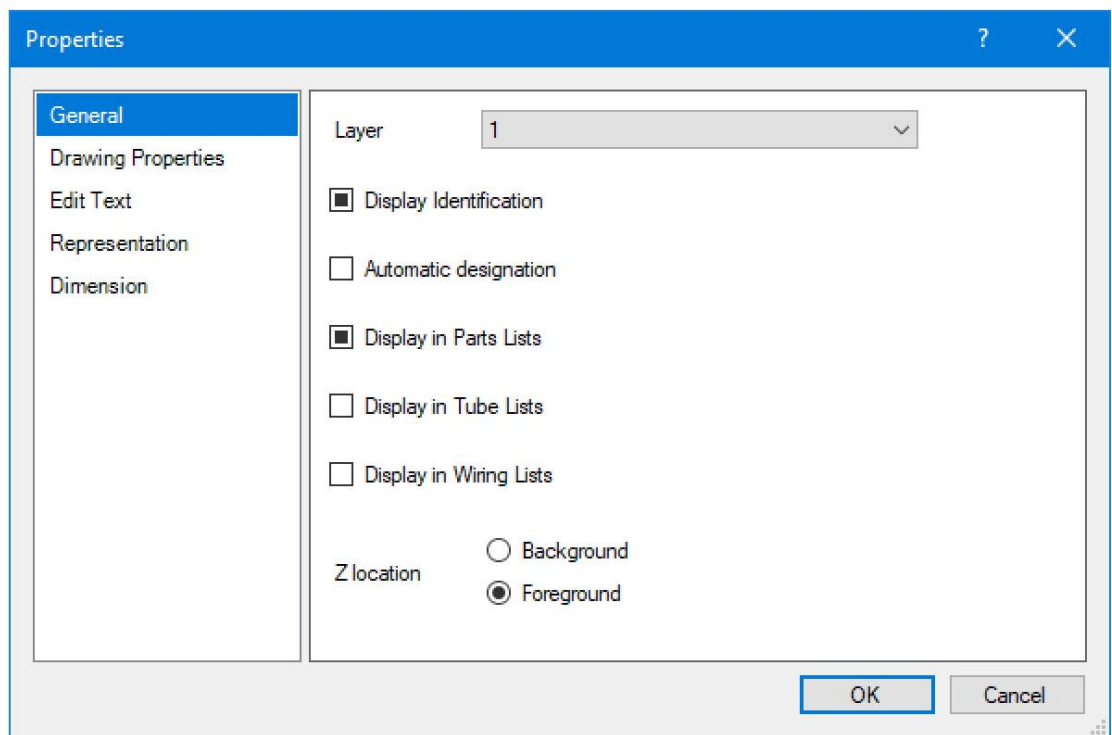 Properties
General
Drawing Properties
Edit Text
Representation
Dimension
Layer 1
Display Identification
Automatic designation
Display in Parts Lists
Display in Tube Lists
Display in Wiring Lists
Z location
Background
Foreground
OK Cancel